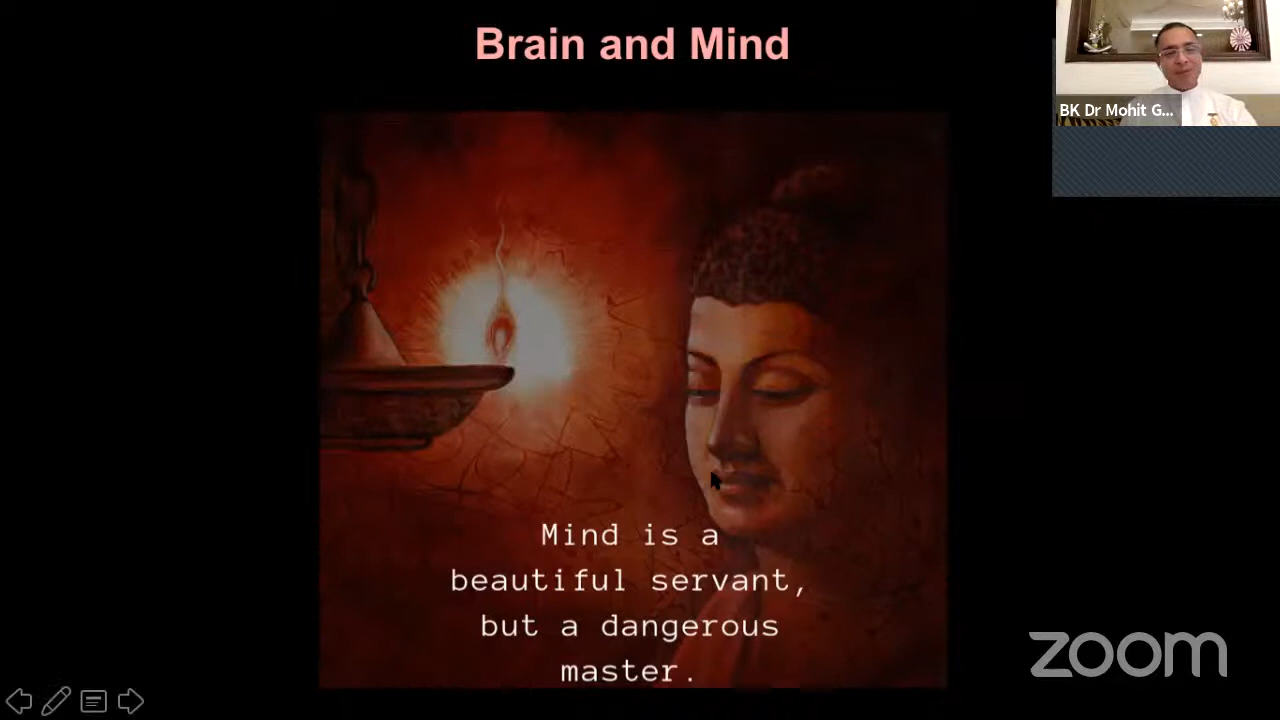 Brain and Mind
BK Dr Mohit G...
Mind is a
beautiful servant,
but a dangerous
master.
zoom